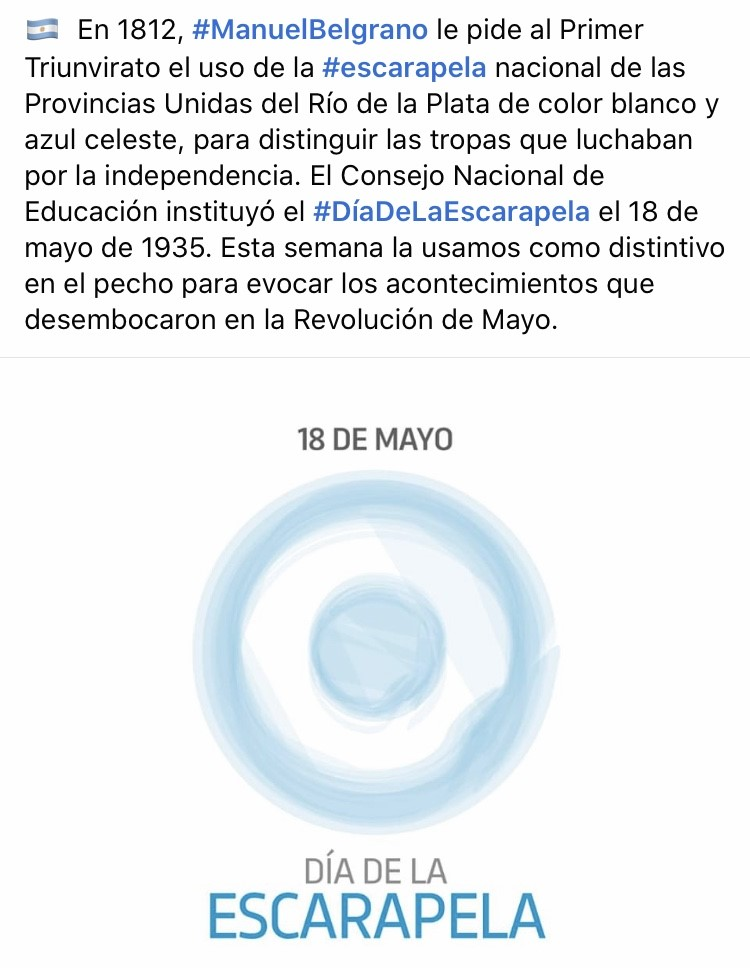 🇦🇷 En 1812, #ManuelBelgrano le pide al Primer
Triunvirato el uso de la #escarapela nacional de las
Provincias Unidas del Río de la Plata de color blanco y
azul celeste, para distinguir las tropas que luchaban
por la independencia. El Consejo Nacional de
Educación instituyó el #DíaDeLaEscarapela el 18 de
mayo de 1935. Esta semana la usamos como distintivo
en el pecho para evocar los acontecimientos que
desembocaron en la Revolución de Mayo.
18 DE MAYO
DÍA DE LA
ESCARAPELA